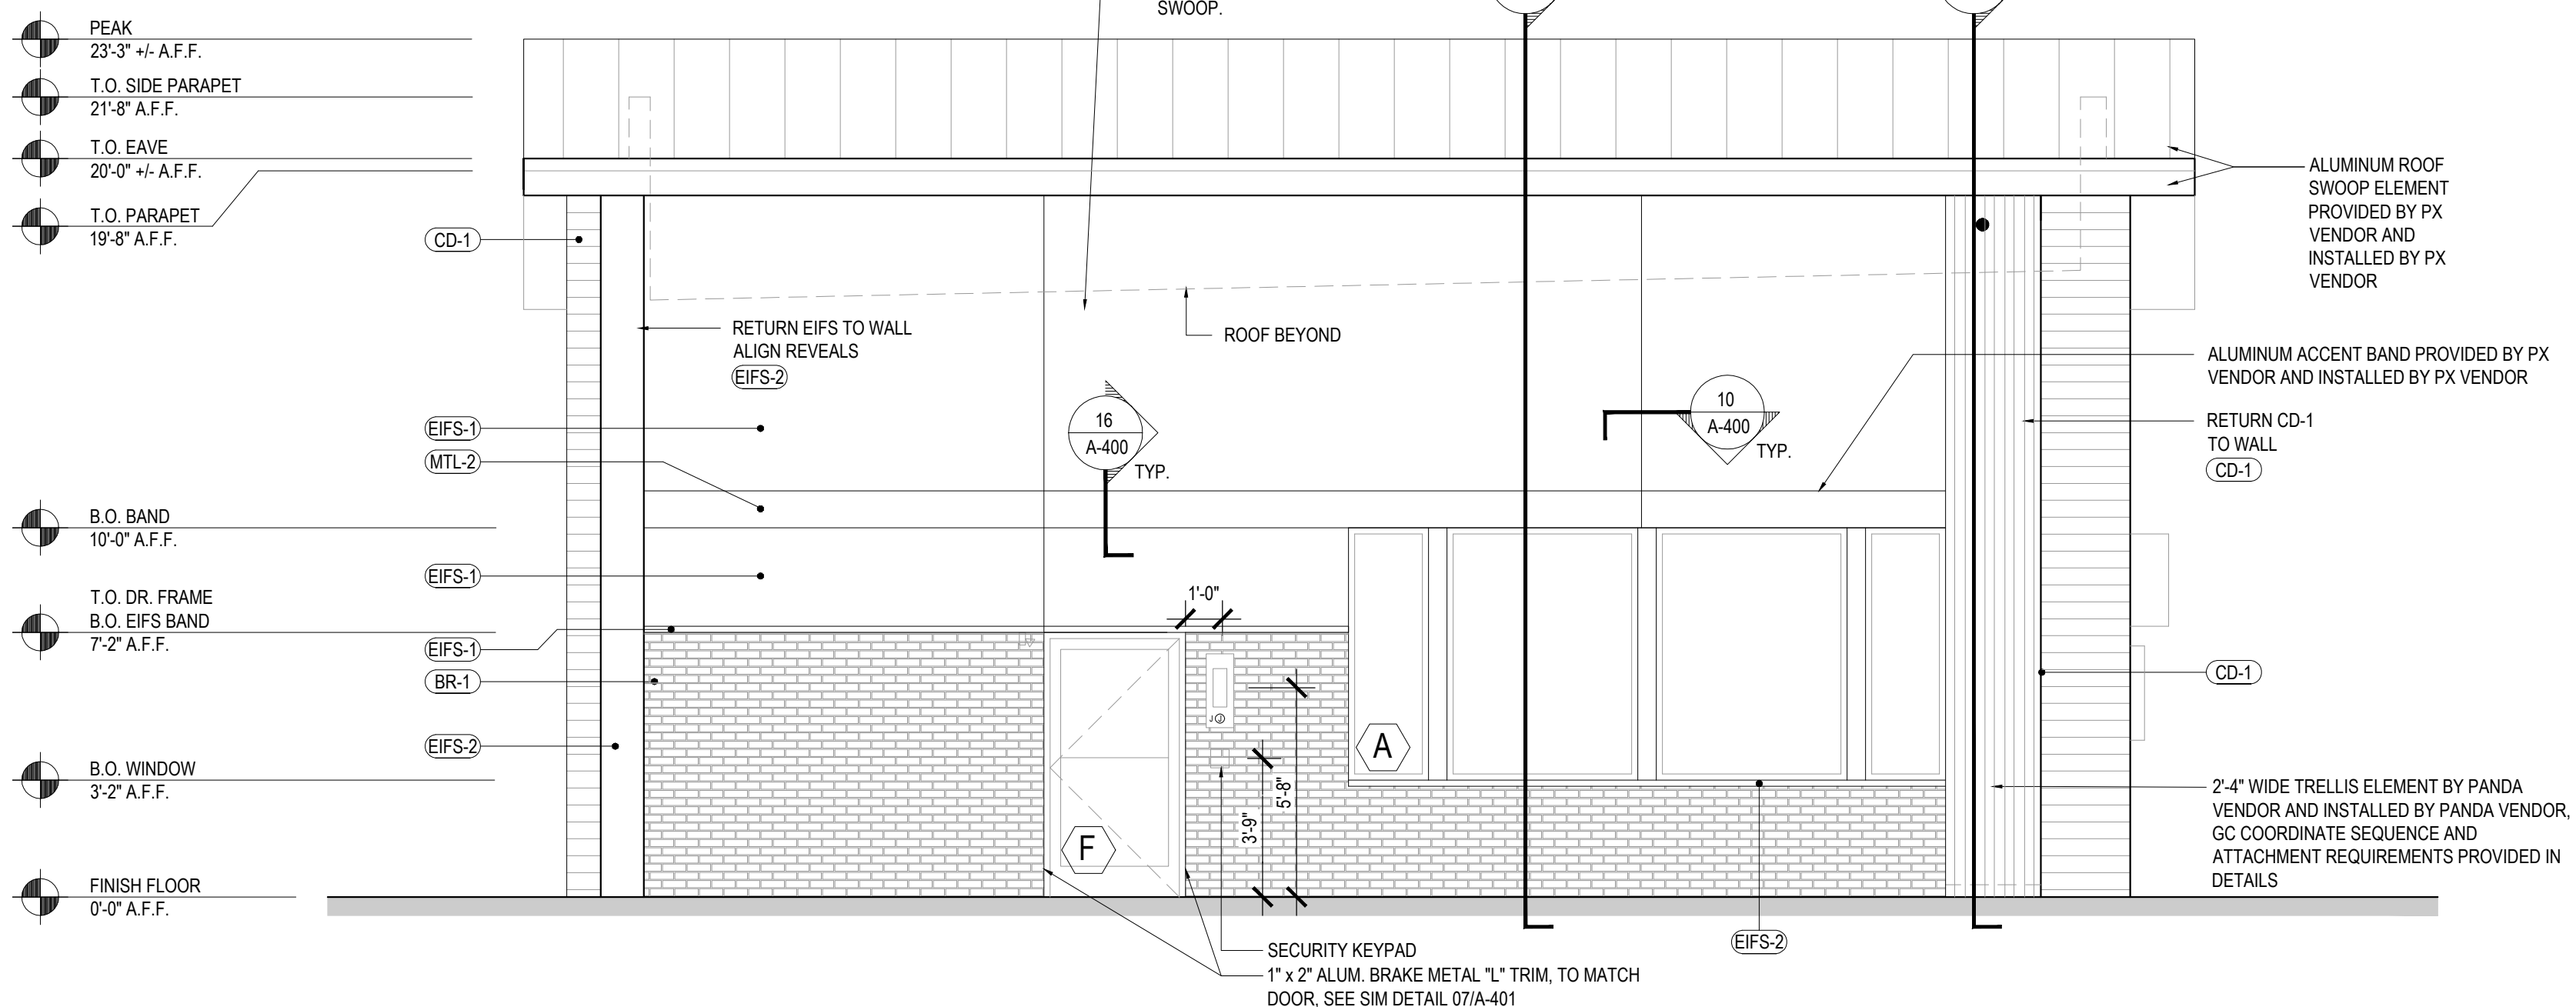 SWOOP.
PEAK
23'-3" +/- A.F.F.
T.O. SIDE PARAPET
21'-8" A.F.F.
T.O. EAVE
20'-0" +/- A.F.F.
T.O. PARAPET
19'-8" A.F.F.
CD-1
ALUMINUM ROOF
SWOOP ELEMENT
PROVIDED BY PX
VENDOR AND
INSTALLED BY PX
VENDOR
RETURN EIFS TO WALL
ALIGN REVEALS
EIFS-2
ROOF BEYOND
ALUMINUM ACCENT BAND PROVIDED BY PX
VENDOR AND INSTALLED BY PX VENDOR
EIFS-1
MTL-2
16
A-400
TYP.
10
A-400
TYP.
RETURN CD-1
TO WALL
CD-1
B.O. BAND
10'-0" A.F.F.
EIFS-1
T.O. DR. FRAME
B.O. EIFS BAND
7'-2" A.F.F.
EIFS-1
BR-1
EIFS-2
1'-0"
J J
A
F
3'-9"
5'-8"
CD-1
B.O. WINDOW
3'-2" A.F.F.
2'-4" WIDE TRELLIS ELEMENT BY PANDA
VENDOR AND INSTALLED BY PANDA VENDOR,
GC COORDINATE SEQUENCE AND
ATTACHMENT REQUIREMENTS PROVIDED IN
DETAILS
FINISH FLOOR
0'-0" A.F.F.
EIFS-2
SECURITY KEYPAD
1" x 2" ALUM. BRAKE METAL "L" TRIM, TO MATCH
DOOR, SEE SIM DETAIL 07/A-401